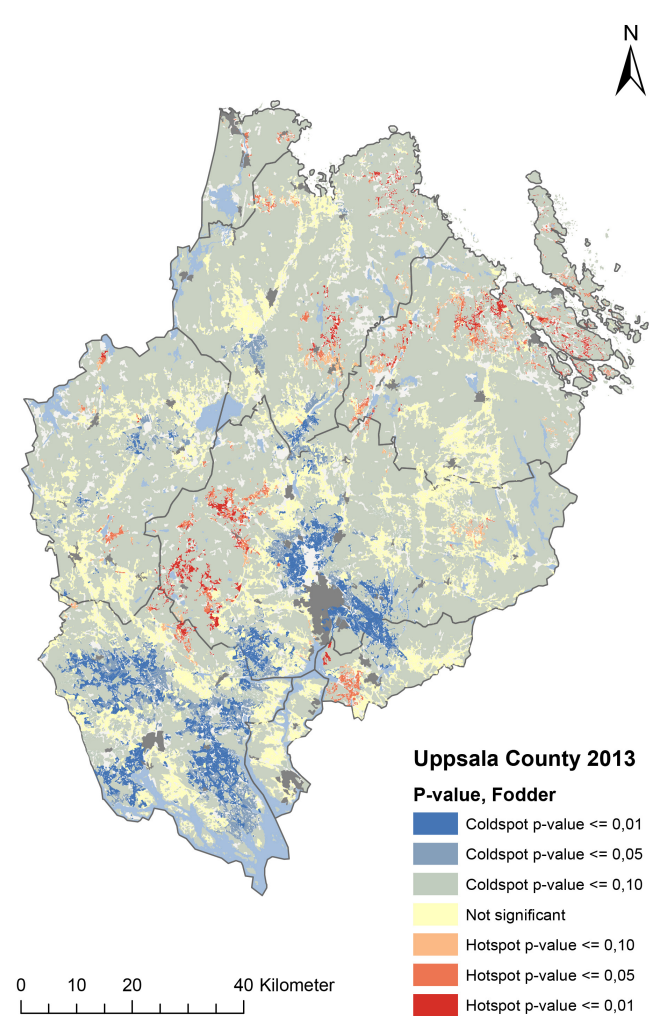 N
Uppsala County 2013
P-value, Fodder
Coldspot p-value <= 0,01
Coldspot p-value <= 0,05
Coldspot p-value <= 0,10
Not significant
Hotspot p-value <= 0,10
Hotspot p-value <= 0,05
Hotspot p-value <= 0,01
0 10 20 40 Kilometer